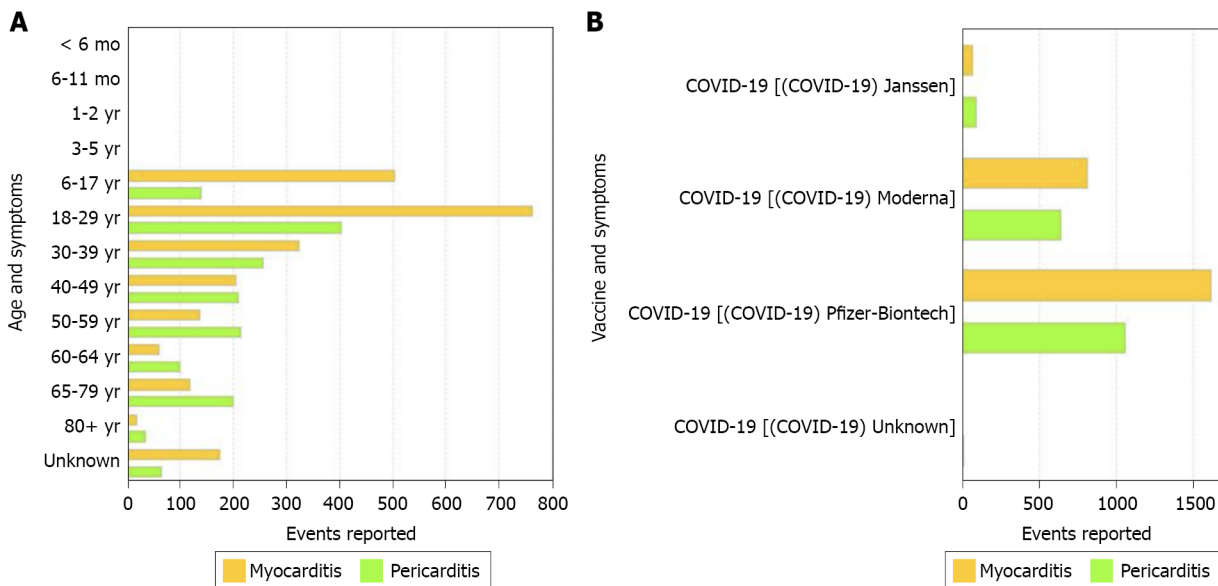 A
Age and symptoms
< 6 mo
6-11 mo
1-2 yr
3-5 yr
6-17 yr
18-29 yr
30-39 yr
40-49 yr
50-59 yr
60-64 yr
65-79 yr
80+ yr
Unknown
0 100 200 300 400 500 600 700 800
Events reported
Myocarditis Pericarditis
B
Vaccine and symptoms
COVID-19 [(COVID-19) Janssen]
COVID-19 [(COVID-19) Moderna]
COVID-19 [(COVID-19) Pfizer-Biontech]
COVID-19 [(COVID-19) Unknown]
0 500 1000 1500
Events reported
Myocarditis Pericarditis